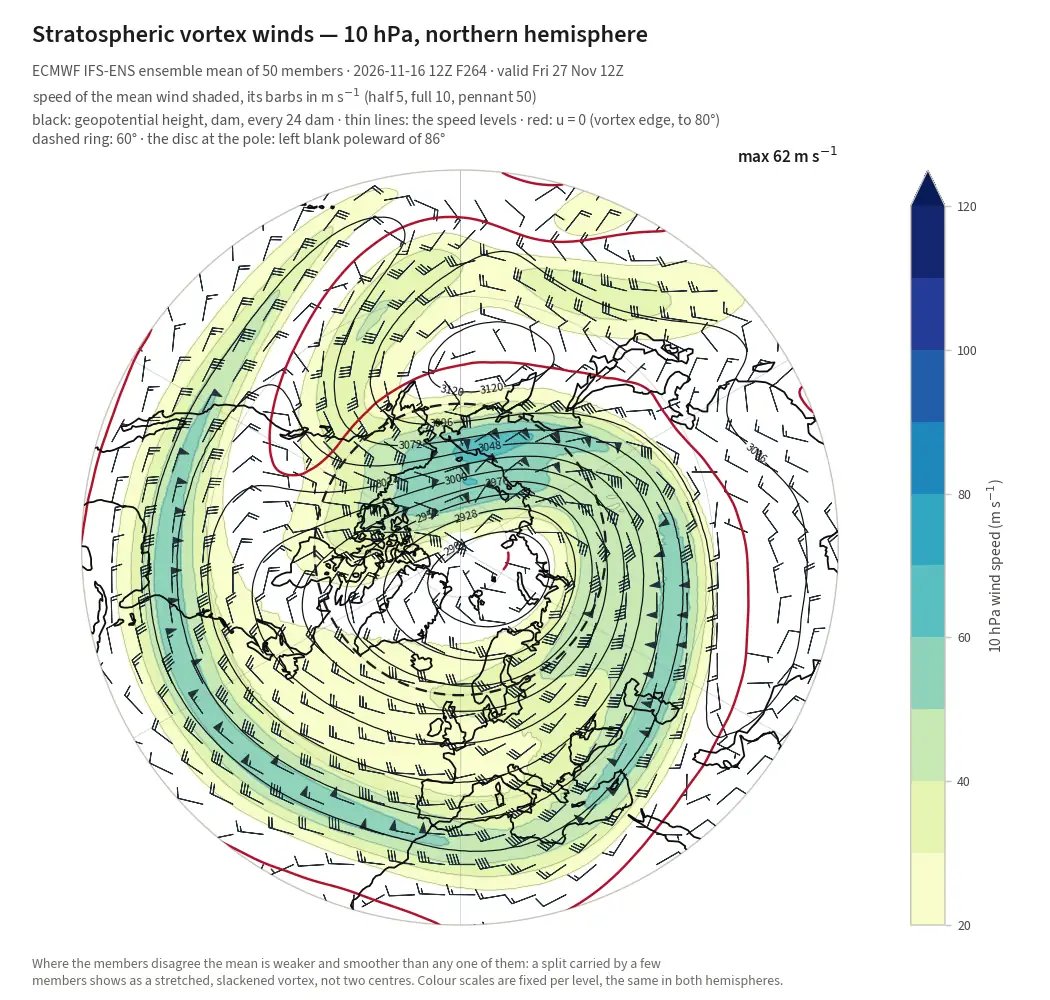 Stratospheric vortex winds — 10 hPa, northern hemisphere
ECMWF IFS-ENS ensemble mean of 50 members · 2026-11-16 12Z F264 · valid Fri 27 Nov 12Z
speed of the mean wind shaded, its barbs in m s⁻¹ (half 5, full 10, pennant 50)
black: geopotential height, dam, every 24 dam · thin lines: the speed levels · red: u = 0 (vortex edge, to 80°)
dashed ring: 60° · the disc at the pole: left blank poleward of 86°
max 62 m s⁻¹
120
100
80
60
40
20
10 hPa wind speed (m s⁻¹)
3120
3120
3096
3072
3048
3096
3000
2928
Where the members disagree the mean is weaker and smoother than any one of them: a split carried by a few
members shows as a stretched, slackened vortex, not two centres. Colour scales are fixed per level, the same in both hemispheres.